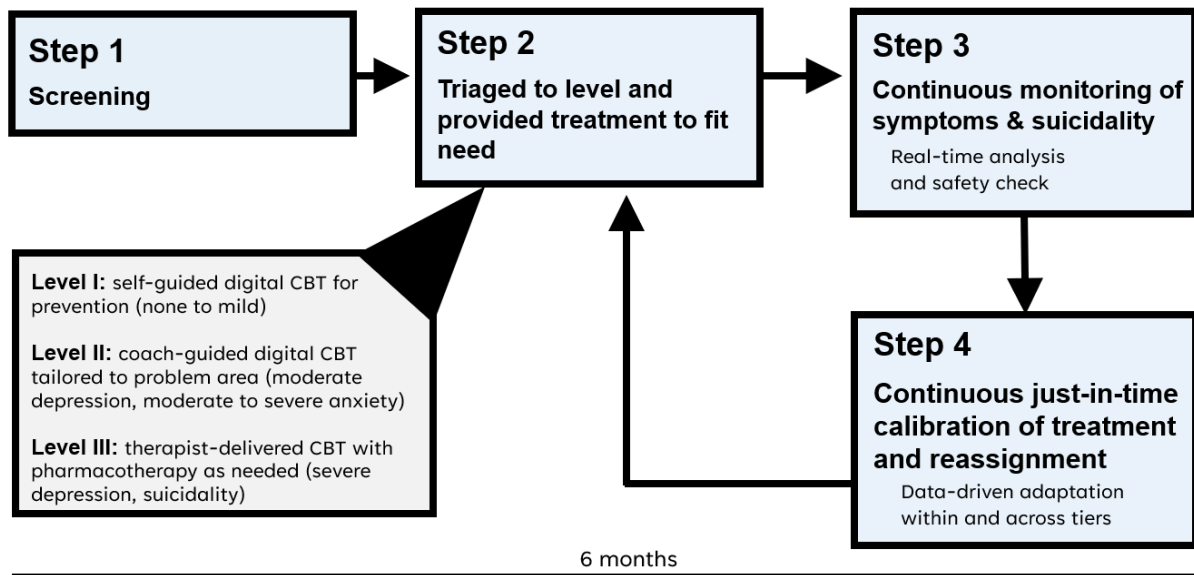 Step 1
Screening
Step 2
Triaged to level and
provided treatment to fit
need
Step 3
Continuous monitoring of
symptoms & suicidality
Real-time analysis
and safety check
Level I: self-guided digital CBT for
prevention (none to mild)
Level II: coach-guided digital CBT
tailored to problem area (moderate
depression, moderate to severe anxiety)
Level III: therapist-delivered CBT with
pharmacotherapy as needed (severe
depression, suicidality)
Step 4
Continuous just-in-time
calibration of treatment
and reassignment
Data-driven adaptation
within and across tiers
6 months